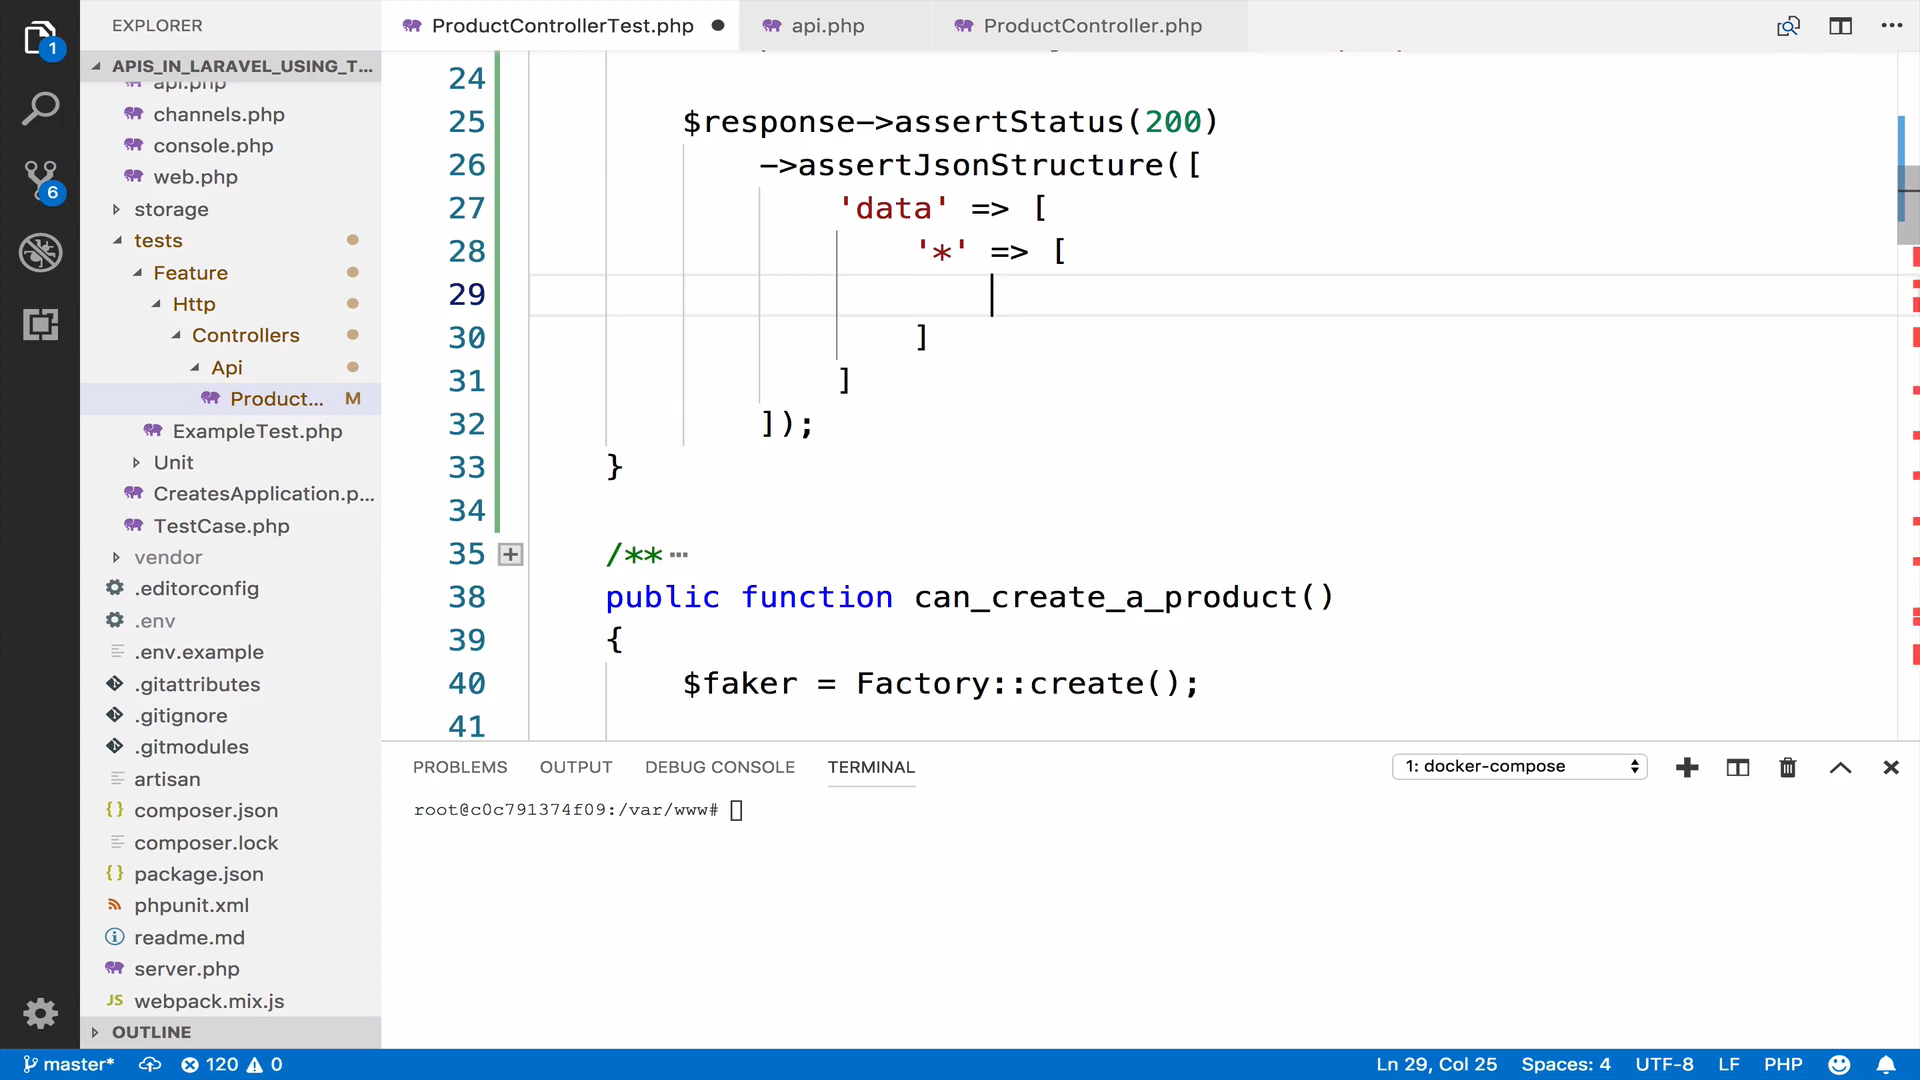 EXPLORER
ProductControllerTest.php
api.php
ProductController.php
1
APIS_IN_LARAVEL_USING_T...
api.php
channels.php
console.php
web.php
6
storage
tests
Feature
Http
Controllers
Api
Product... M
ExampleTest.php
Unit
CreatesApplication.p...
TestCase.php
vendor
.editorconfig
.env
.env.example
.gitattributes
.gitignore
.gitmodules
artisan
composer.json
composer.lock
package.json
phpunit.xml
readme.md
server.php
JS webpack.mix.js
OUTLINE
24
25 $response->assertStatus(200)
26 ->assertJsonStructure([
27 'data' => [
28 '*' => [
29
30 ]
31 ]
32 ]);
33 }
34
35 /** ...
38 public function can_create_a_product()
39 {
40 $faker = Factory::create();
41
PROBLEMS OUTPUT DEBUG CONSOLE TERMINAL
1: docker-compose
root@c0c791374f09:/var/www#
master* 120 0
Ln 29, Col 25 Spaces: 4 UTF-8 LF PHP